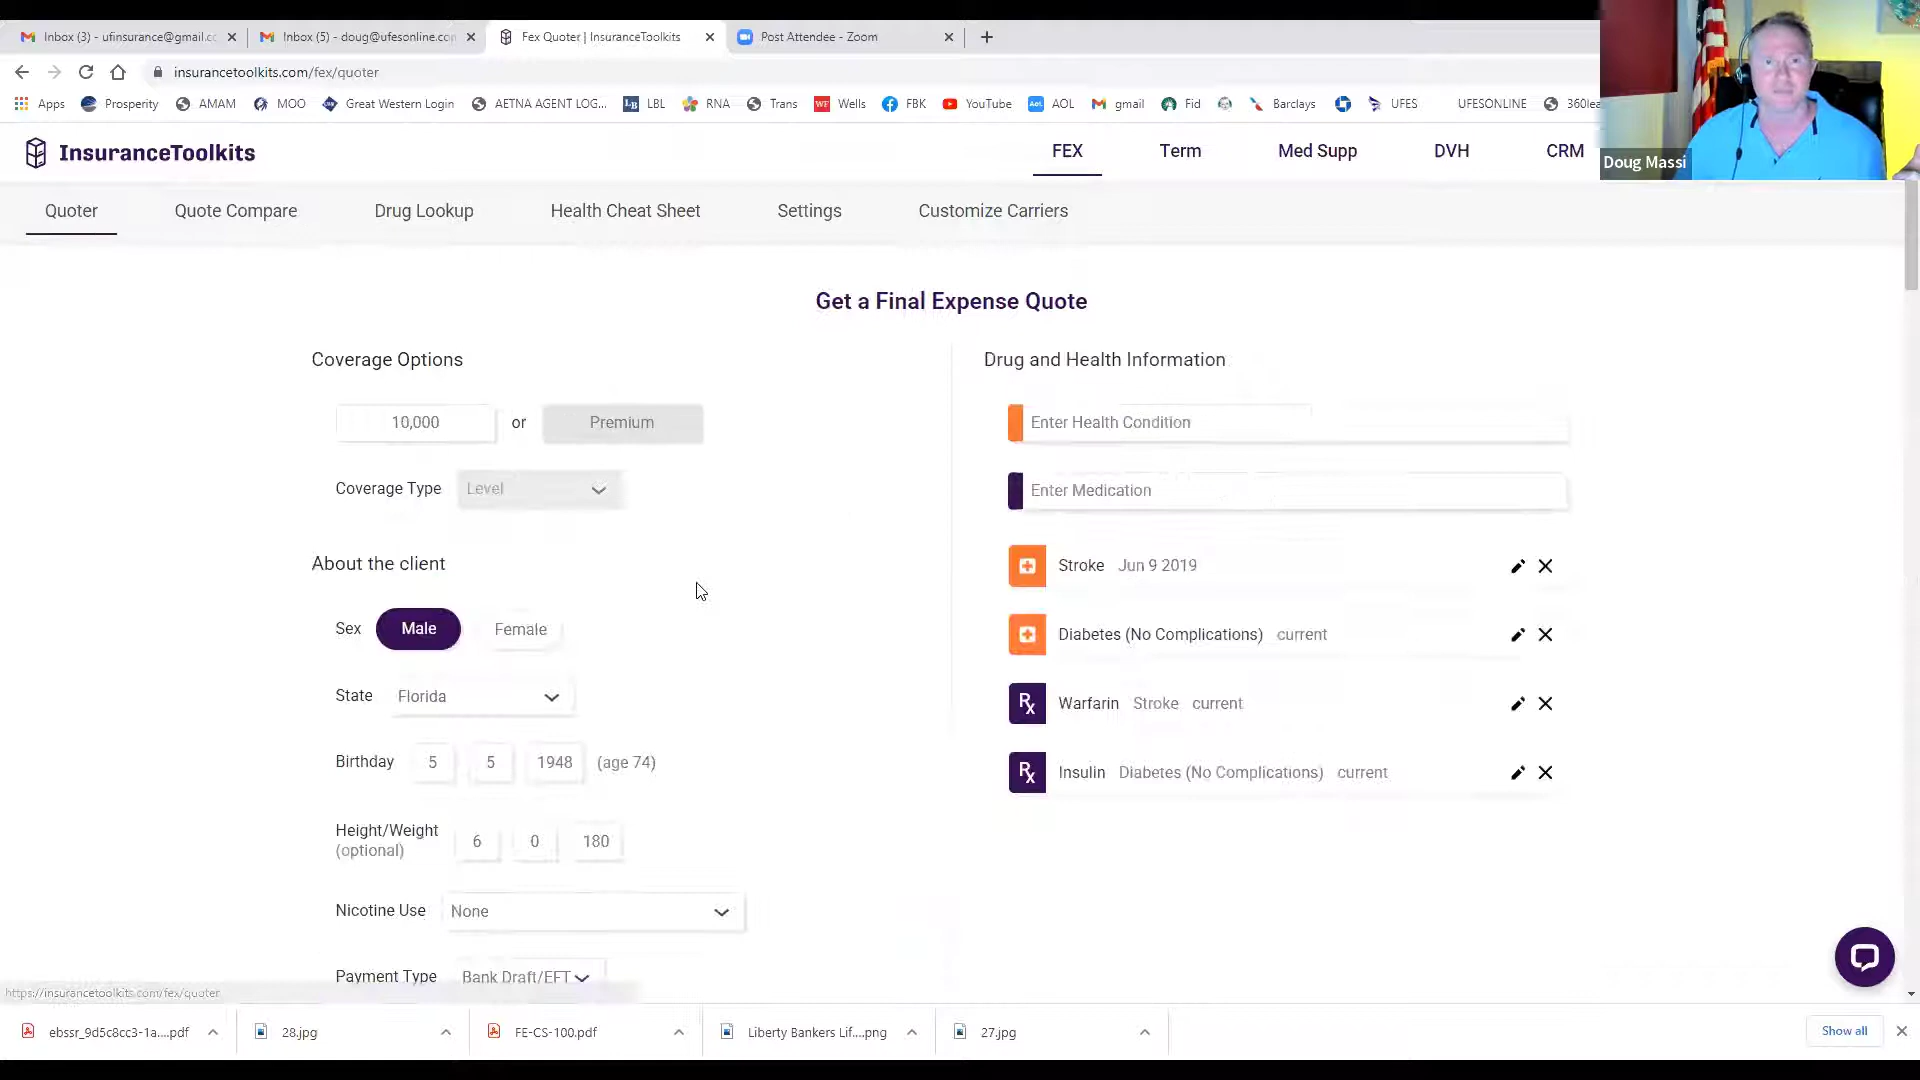 Inbox (3) - ufinsurance@gmail.cc
Inbox (5) - doug@ufesonline.con
Fex Quoter | InsuranceToolkits
Post Attendee - Zoom
insurancetoolkits.com/fex/quoter
Apps Prosperity AMAM MOO Great Western Login AETNA AGENT LOG... LBL RNA Trans Wells FBK YouTube AOL gmail Fid Barclays UFES UFESONLINE 360lea
InsuranceToolkits
FEX Term Med Supp DVH CRM
Doug Massi
Quoter Quote Compare Drug Lookup Health Cheat Sheet Settings Customize Carriers
Get a Final Expense Quote
Coverage Options
10,000 or Premium
Coverage Type Level
About the client
Sex Male Female
State Florida
Birthday 5 5 1948 (age 74)
Height/Weight
(optional)
6 0 180
Nicotine Use None
Payment Type Bank Draft/EFT
Drug and Health Information
Enter Health Condition
Enter Medication
Stroke Jun 9 2019
Diabetes (No Complications) current
Rx Warfarin Stroke current
Rx Insulin Diabetes (No Complications) current
https://insurancetoolkits.com/fex/quoter
ebssr_9d5c8cc3-1a....pdf
28.jpg
FE-CS-100.pdf
Liberty Bankers Lif....png
27.jpg
Show all